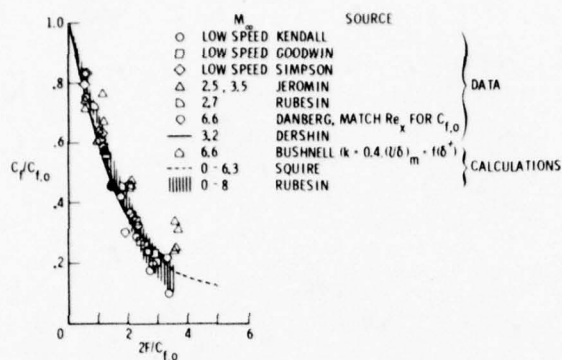 M∞ SOURCE
LOW SPEED KENDALL
LOW SPEED GOODWIN
LOW SPEED SIMPSON
2.5, 3.5 JEROMIN
2.7 RUBESIN
6.6 DANBERG, MATCH Rex FOR Cf,o
3.2 DERSHIN
DATA
6.6 BUSHNELL (k = 0.4, (l/δ)m = f(δ+)
0 - 6.3 SQUIRE
0 - 8 RUBESIN
CALCULATIONS
1.0
.8
.6
Cf/Cf,o
.4
.2
0 2 4 6
2F/Cf,o